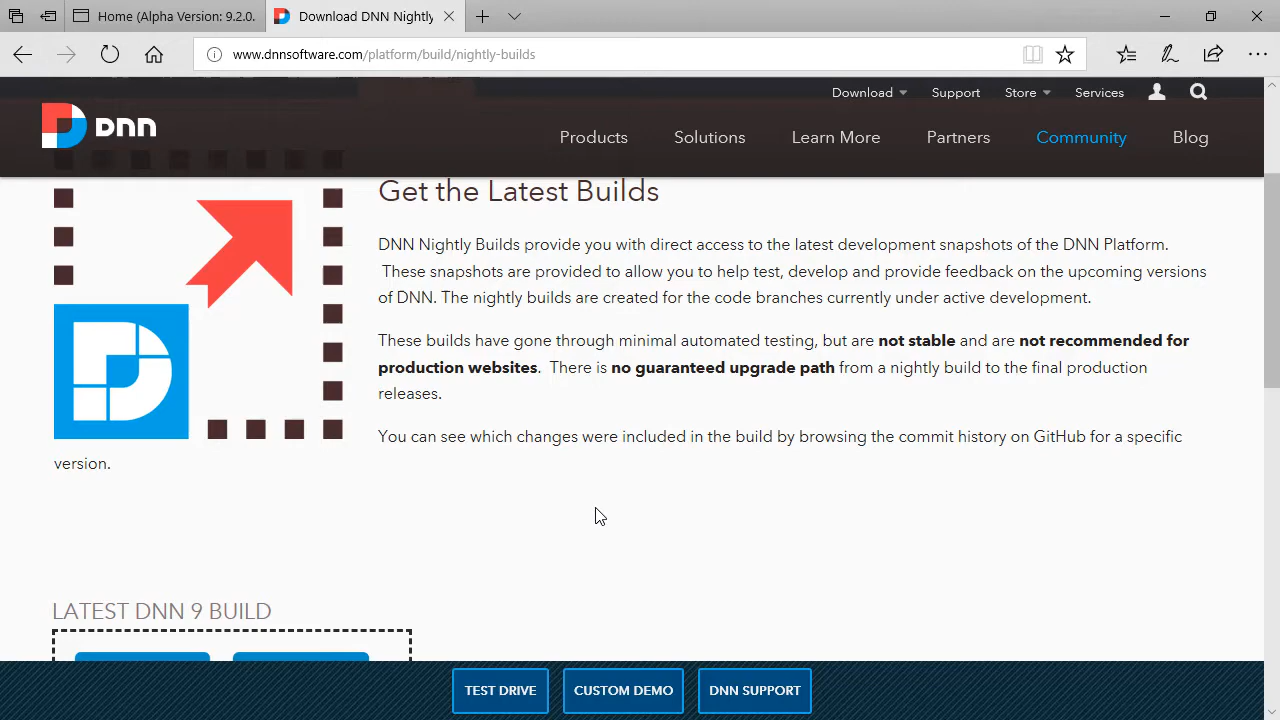 Home (Alpha Version: 9.2.0.
Download DNN Nightly
www.dnnsoftware.com/platform/build/nightly-builds
Download Support Store Services
DNN
Products Solutions Learn More Partners Community Blog
Get the Latest Builds
DNN Nightly Builds provide you with direct access to the latest development snapshots of the DNN Platform.
These snapshots are provided to allow you to help test, develop and provide feedback on the upcoming versions
of DNN. The nightly builds are created for the code branches currently under active development.
These builds have gone through minimal automated testing, but are not stable and are not recommended for
production websites. There is no guaranteed upgrade path from a nightly build to the final production
releases.
You can see which changes were included in the build by browsing the commit history on GitHub for a specific
version.
LATEST DNN 9 BUILD
TEST DRIVE CUSTOM DEMO DNN SUPPORT